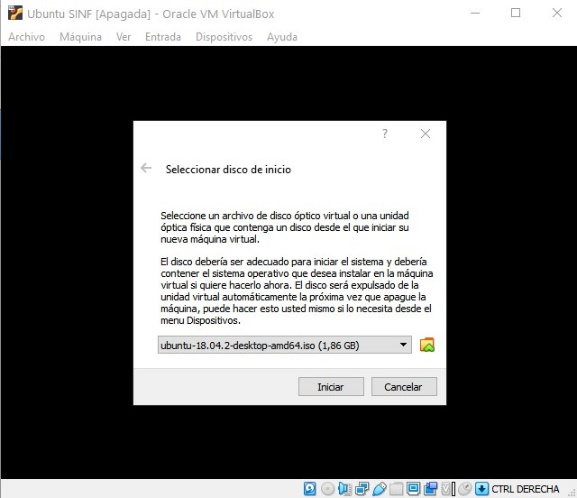 Ubuntu SINF [Apagada] - Oracle VM VirtualBox
Archivo Máquina Ver Entrada Dispositivos Ayuda
Seleccionar disco de inicio
Seleccione un archivo de disco óptico virtual o una unidad
óptica física que contenga un disco desde el que iniciar su
nueva máquina virtual.
El disco debería ser adecuado para iniciar el sistema y debería
contener el sistema operativo que desea instalar en la máquina
virtual si quiere hacerlo ahora. El disco será expulsado de la
unidad virtual automáticamente la próxima vez que apague la
máquina, puede hacer esto usted mismo si lo necesita desde el
menu Dispositivos.
ubuntu-18.04.2-desktop-amd64.iso (1,86 GB)
Iniciar Cancelar
CTRL DERECHA